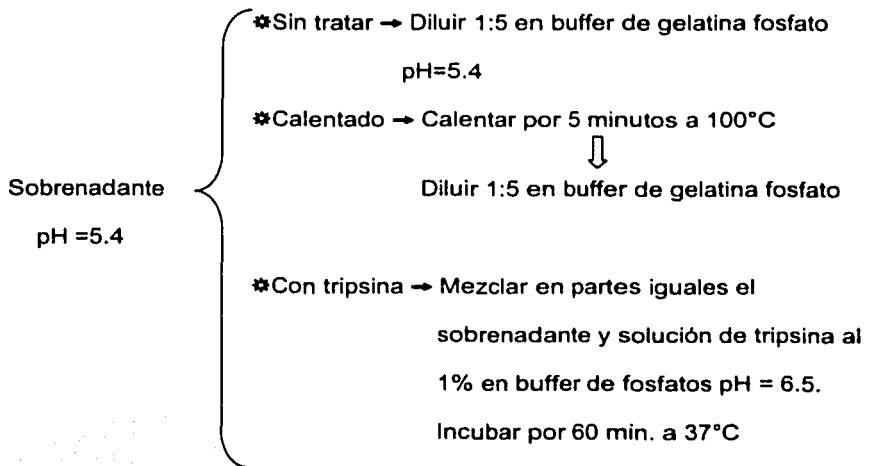 ✵Sin tratar → Diluir 1:5 en buffer de gelatina fosfato
pH=5.4
✵Calentado → Calentar por 5 minutos a 100°C
⇩
Diluir 1:5 en buffer de gelatina fosfato
Sobrenadante
pH =5.4
✵Con tripsina → Mezclar en partes iguales el
sobrenadante y solución de tripsina al
1% en buffer de fosfatos pH = 6.5.
Incubar por 60 min. a 37°C